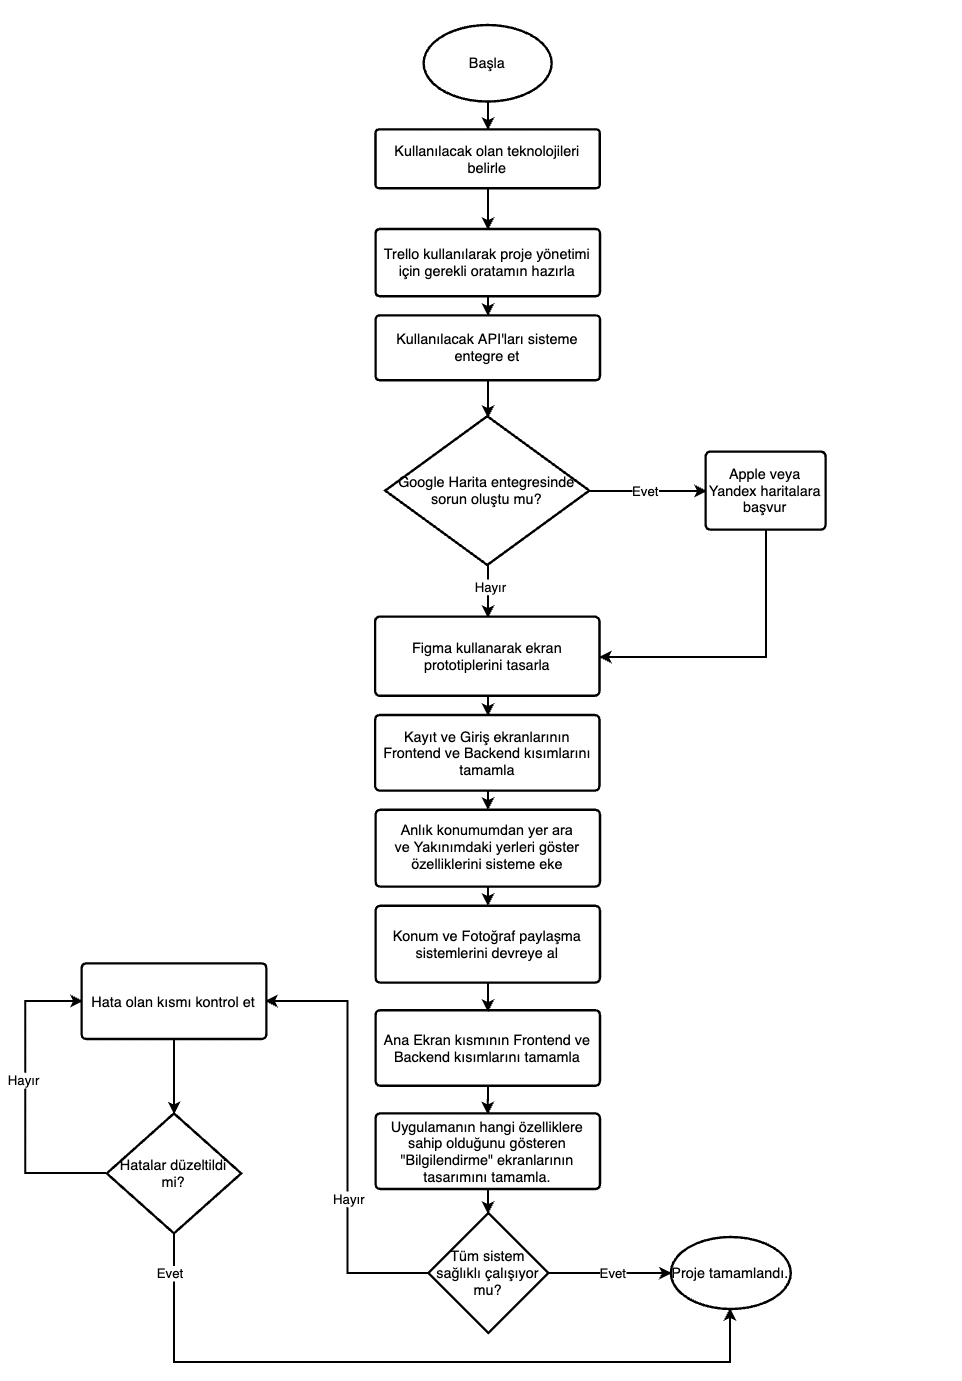 Başla
Kullanılacak olan teknolojileri
belirle
Trello kullanılarak proje yönetimi
için gerekli oratamın hazırla
Kullanılacak API'ları sisteme
entegre et
Google Harita entegresinde
sorun oluştu mu?
Evet
Apple veya
Yandex haritalara
başvur
Hayır
Figma kullanarak ekran
prototiplerini tasarla
Kayıt ve Giriş ekranlarının
Frontend ve Backend kısımlarını
tamamla
Anlık konumumdan yer ara
ve Yakınımdaki yerleri göster
özelliklerini sisteme eke
Konum ve Fotoğraf paylaşma
sistemlerini devreye al
Hata olan kısmı kontrol et
Ana Ekran kısmının Frontend ve
Backend kısımlarını tamamla
Hayır
Uygulamanın hangi özelliklere
sahip olduğunu gösteren
"Bilgilendirme" ekranlarının
tasarımını tamamla.
Hatalar düzeltildi
mi?
Hayır
Tüm sistem
sağlıklı çalışıyor
mu?
Evet
Proje tamamlandı.
Evet